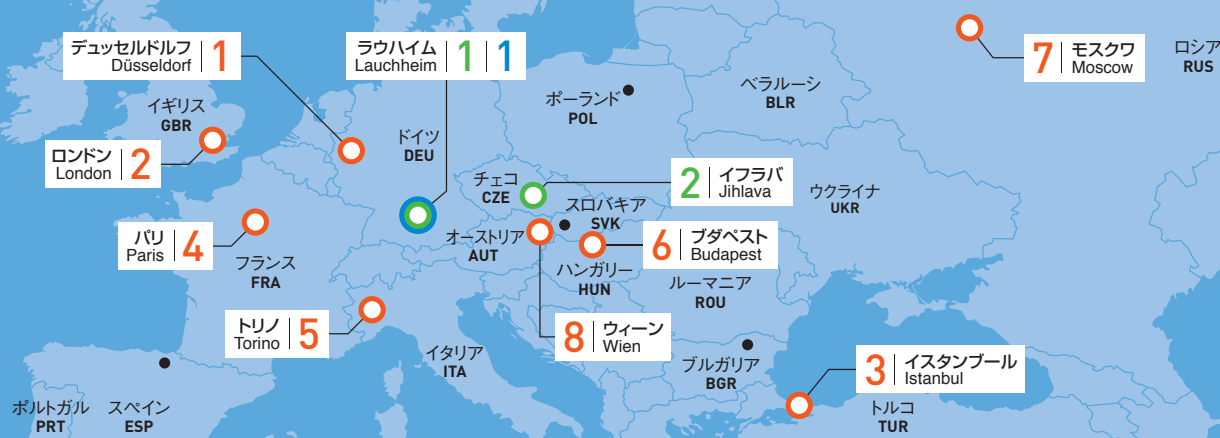 デュッセルドルフ
Düsseldorf
1
ラウハイム
Lauchheim
1
1
7
モスクワ
Moscow
ロシア
RUS
イギリス
GBR
ポーランド
POL
ベラルーシ
BLR
ドイツ
DEU
ロンドン
London
2
チェコ
CZE
2
イフラバ
Jihlava
ウクライナ
UKR
スロバキア
SVK
パリ
Paris
4
オーストリア
AUT
6
ブダペスト
Budapest
フランス
FRA
ハンガリー
HUN
ルーマニア
ROU
トリノ
Torino
5
8
ウィーン
Wien
イタリア
ITA
ブルガリア
BGR
3
イスタンブール
Istanbul
ポルトガル
PRT
スペイン
ESP
トルコ
TUR